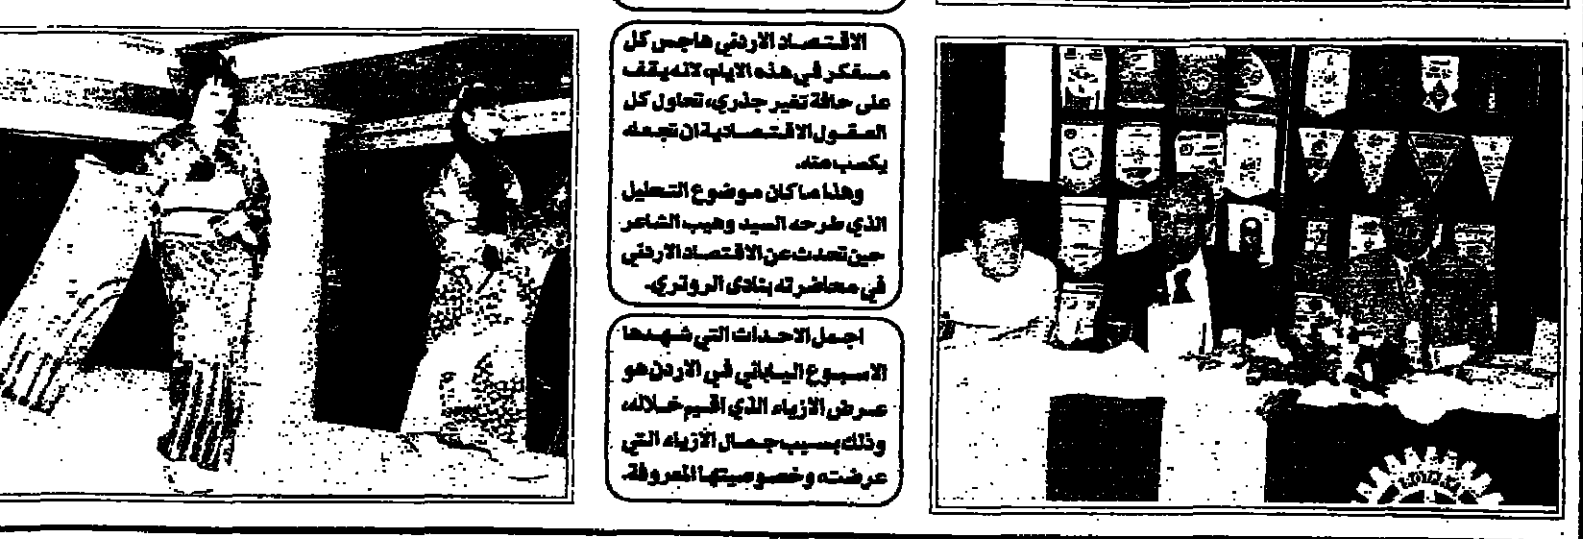 الاقتصاد الاردني هاجس كل
مفكر في هذه الايام، لانه يقف
على حافة تغير جذري، تحاول كل
العقول الاقتصادية ان تجعله
يكسب منه.
وهذا ما كان موضوع التحليل
الذي طرحه السيد وهيب الشاعر
حين تحدث عن الاقتصاد الاردني
في محاضرته بنادى الروتري.
اجمل الاحداث التي شهدها
الاسبوع الياباني في الاردن هو
عرض الازياء الذي اقيم خلاله،
وذلك بسبب جمال الازياء التي
عرضته وخصوصيتها المعروفة.